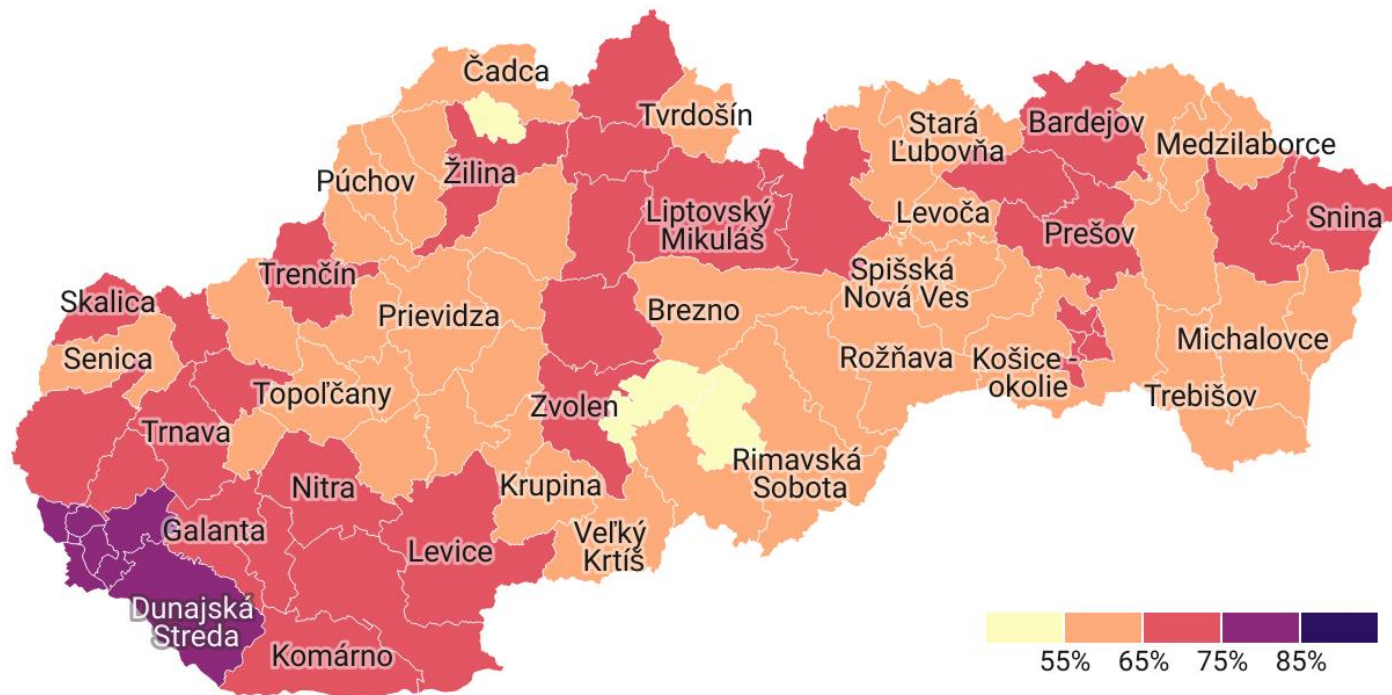 Čadca
Tvrdošín
Stará
Ľubovňa
Bardejov
Medzilaborce
Púchov
Žilina
Liptovský
Mikuláš
Levoča
Prešov
Snina
Trenčín
Skalica
Spišská
Nová Ves
Prievidza
Brezno
Senica
Rožňava
Košice -
okolie
Michalovce
Topoľčany
Zvolen
Trebišov
Trnava
Nitra
Krupina
Rimavská
Sobota
Galanta
Levice
Veľký
Krtíš
Dunajská
Streda
Komárno
55% 65% 75% 85%